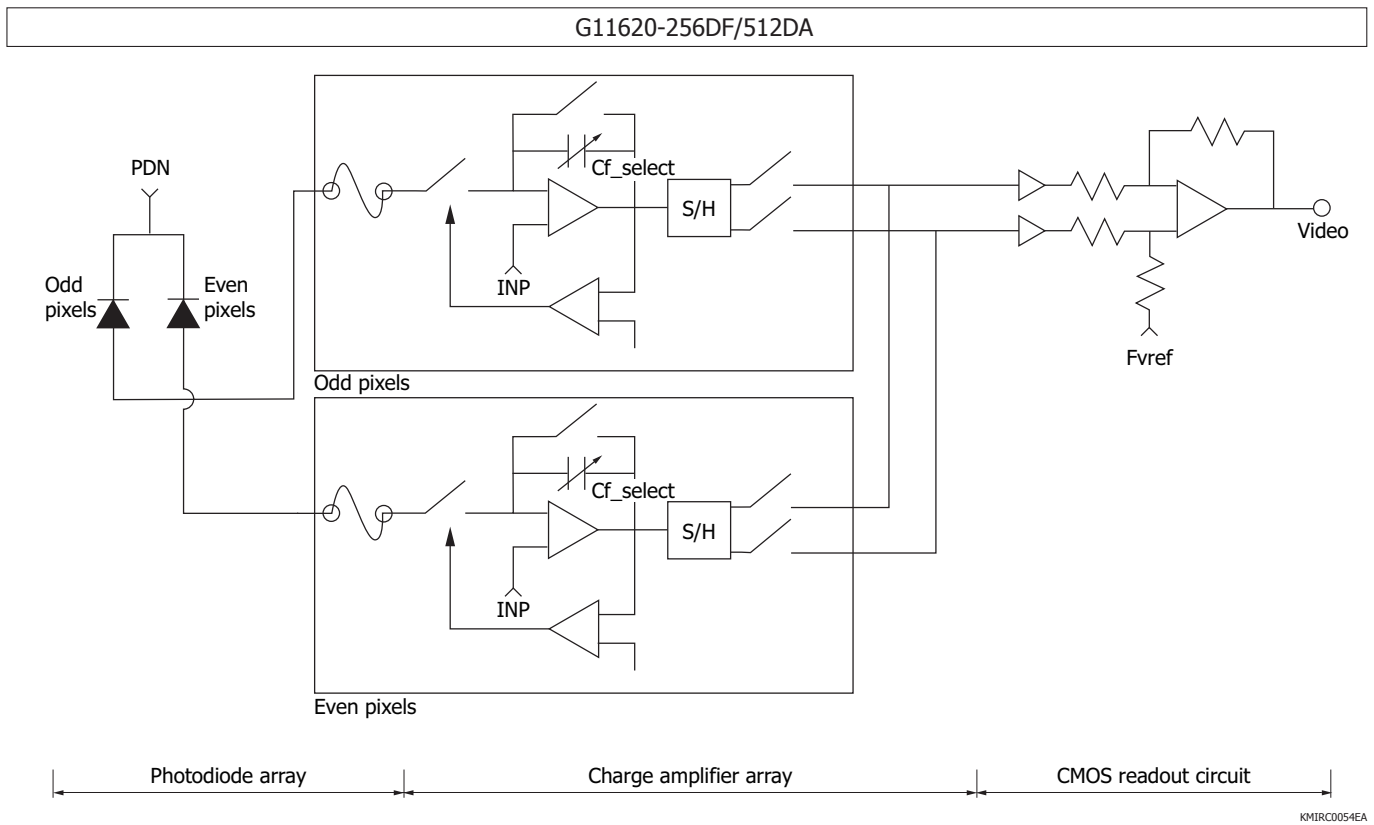 G11620-256DF/512DA
PDN
Odd
pixels
Even
pixels
Cf_select
S/H
INP
Odd pixels
Video
Fvref
Cf_select
S/H
INP
Even pixels
Photodiode array
Charge amplifier array
CMOS readout circuit
KMIRC0054EA